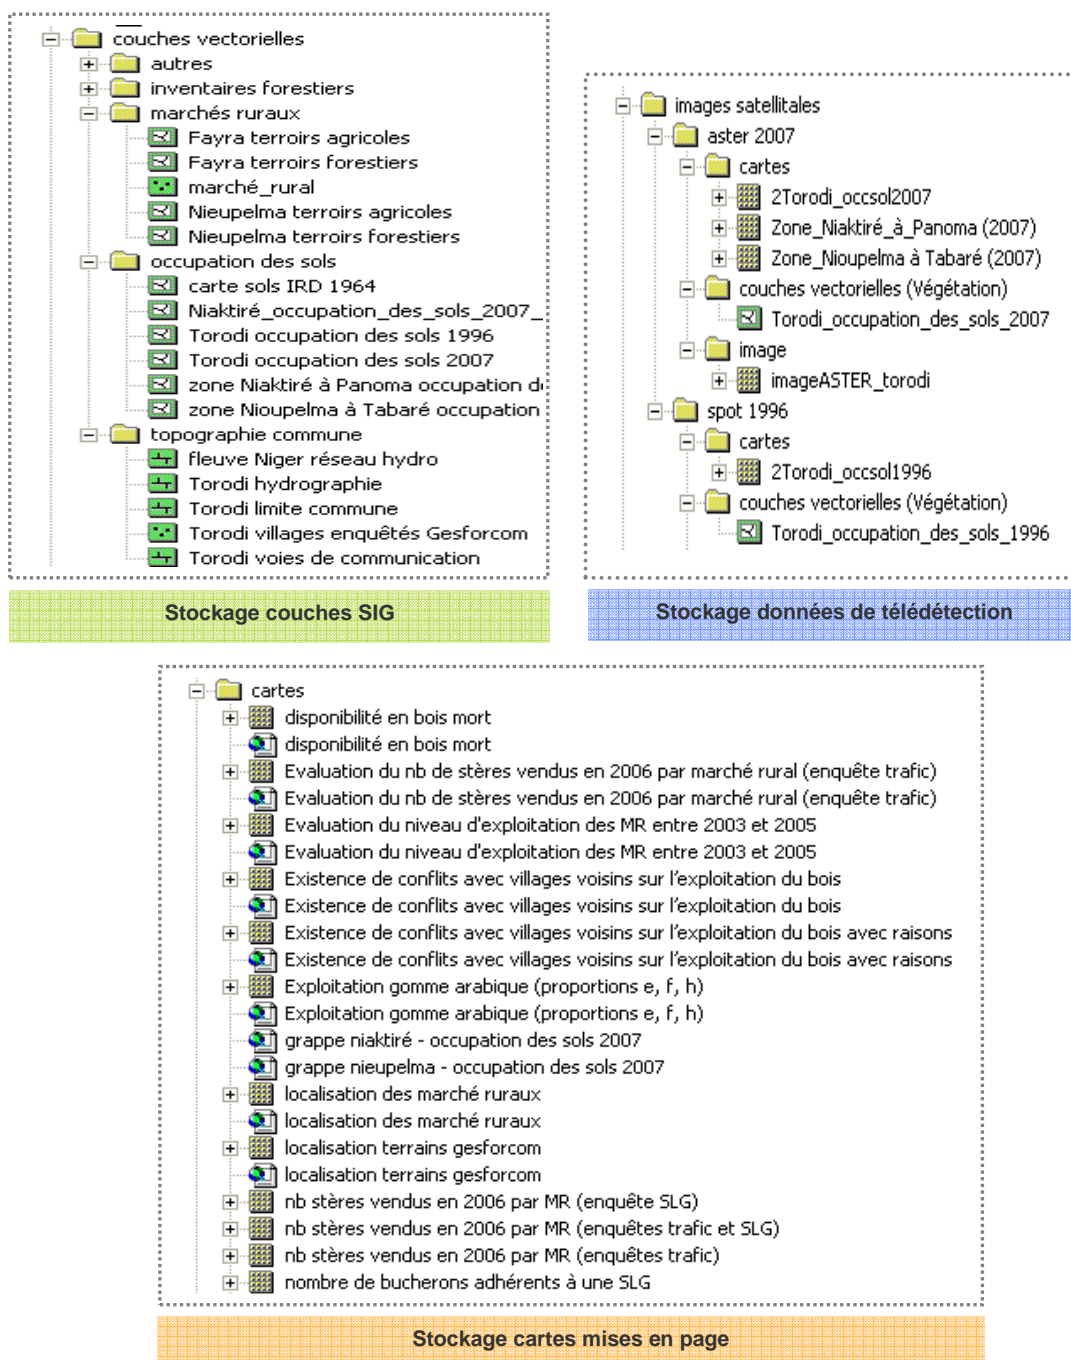 couches vectorielles
autres
inventaires forestiers
marchés ruraux
Fayra terroirs agricoles
Fayra terroirs forestiers
marché_rural
Nieupelma terroirs agricoles
Nieupelma terroirs forestiers
occupation des sols
carte sols IRD 1964
Niaktiré_occupation_des_sols_2007_
Torodi occupation des sols 1996
Torodi occupation des sols 2007
zone Niaktiré à Panoma occupation d
zone Nioupelma à Tabaré occupation
topographie commune
fleuve Niger réseau hydro
Torodi hydrographie
Torodi limite commune
Torodi villages enquêtés Gesforcom
Torodi voies de communication
Stockage couches SIG
images satellitales
aster 2007
cartes
2Torodi_occsol2007
Zone_Niaktiré_à_Panoma (2007)
Zone_Nioupelma à Tabaré (2007)
couches vectorielles (Végétation)
Torodi_occupation_des_sols_2007
image
imageASTER_torodi
spot 1996
cartes
2Torodi_occsol1996
couches vectorielles (Végétation)
Torodi_occupation_des_sols_1996
Stockage données de télédétection
cartes
disponibilité en bois mort
disponibilité en bois mort
Evaluation du nb de stères vendus en 2006 par marché rural (enquête trafic)
Evaluation du nb de stères vendus en 2006 par marché rural (enquête trafic)
Evaluation du niveau d'exploitation des MR entre 2003 et 2005
Evaluation du niveau d'exploitation des MR entre 2003 et 2005
Existence de conflits avec villages voisins sur l'exploitation du bois
Existence de conflits avec villages voisins sur l'exploitation du bois
Existence de conflits avec villages voisins sur l'exploitation du bois avec raisons
Existence de conflits avec villages voisins sur l'exploitation du bois avec raisons
Exploitation gomme arabique (proportions e, f, h)
Exploitation gomme arabique (proportions e, f, h)
grappe niaktiré - occupation des sols 2007
grappe nieupelma - occupation des sols 2007
localisation des marché ruraux
localisation des marché ruraux
localisation terrains gesforcom
localisation terrains gesforcom
nb stères vendus en 2006 par MR (enquête SLG)
nb stères vendus en 2006 par MR (enquêtes trafic et SLG)
nb stères vendus en 2006 par MR (enquêtes trafic)
nombre de bucherons adhérents à une SLG
Stockage cartes mises en page